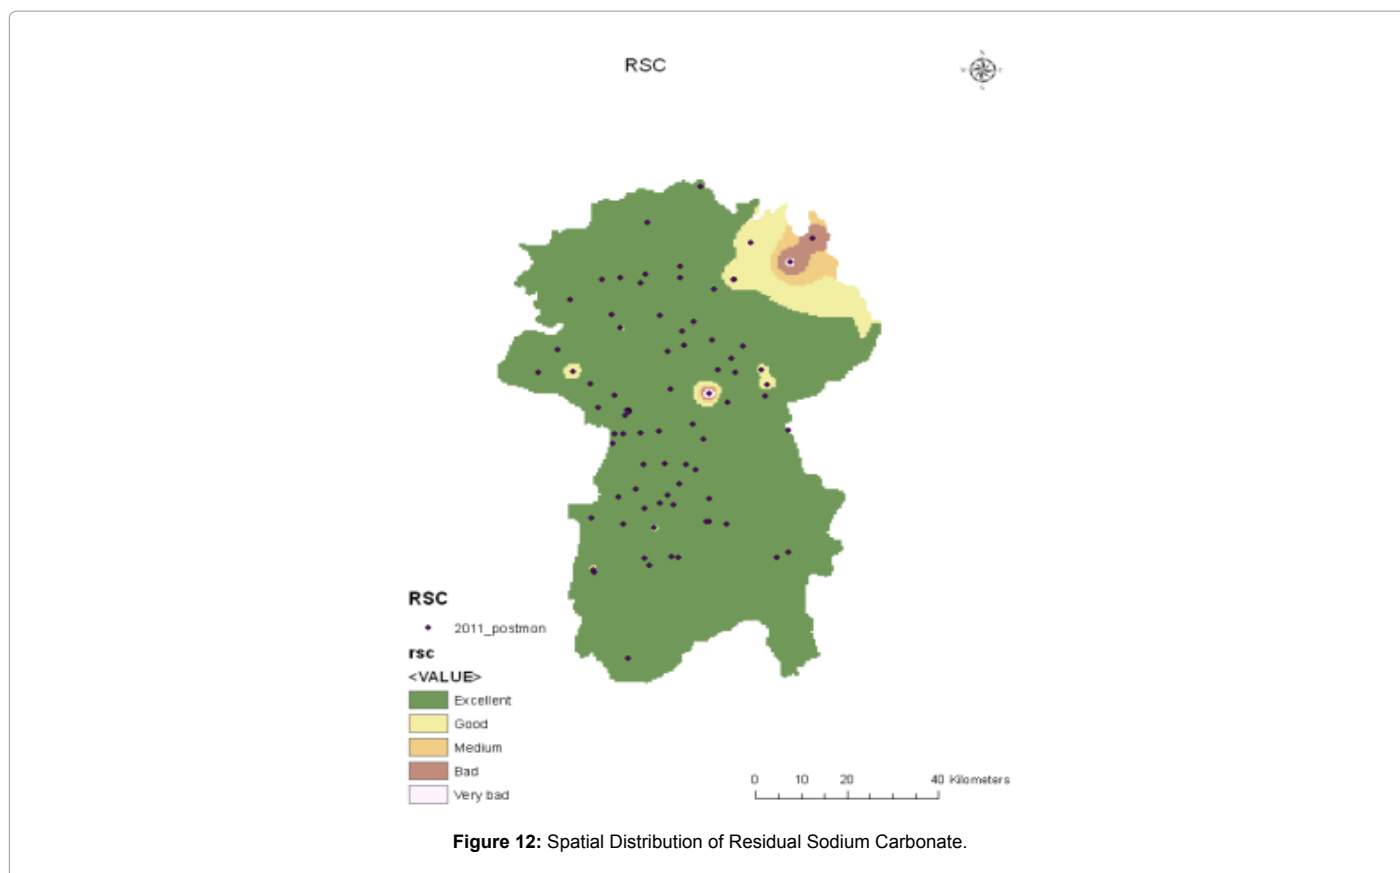 RSC
N
S
RSC
2011_postmon
rsc
<VALUE>
Excellent
Good
Medium
Bad
Very bad
0 10 20 40 Kilometers
Figure 12: Spatial Distribution of Residual Sodium Carbonate.